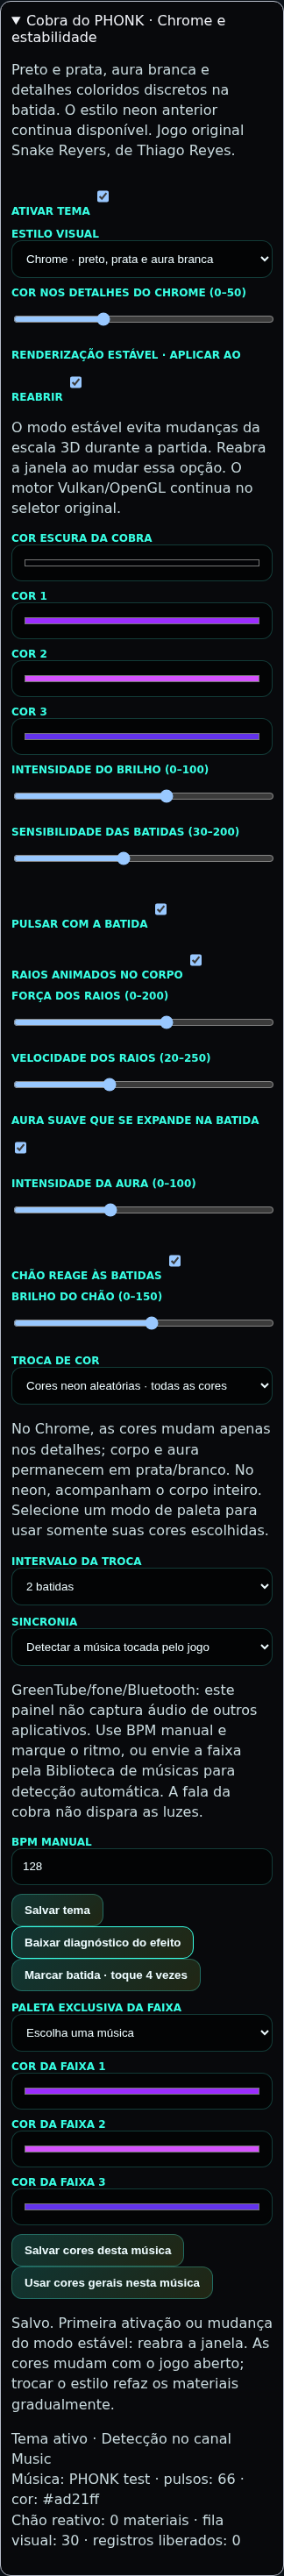 ▼ Cobra do PHONK · Chrome e
estabilidade
Preto e prata, aura branca e
detalhes coloridos discretos na
batida. O estilo neon anterior
continua disponível. Jogo original
Snake Reyers, de Thiago Reyes.
ATIVAR TEMA
ESTILO VISUAL
Chrome · preto, prata e aura branca
COR NOS DETALHES DO CHROME (0–50)
RENDERIZAÇÃO ESTÁVEL · APLICAR AO
REABRIR
O modo estável evita mudanças da
escala 3D durante a partida. Reabra
a janela ao mudar essa opção. O
motor Vulkan/OpenGL continua no
seletor original.
COR ESCURA DA COBRA
COR 1
COR 2
COR 3
INTENSIDADE DO BRILHO (0–100)
SENSIBILIDADE DAS BATIDAS (30–200)
PULSAR COM A BATIDA
RAIOS ANIMADOS NO CORPO
FORÇA DOS RAIOS (0–200)
VELOCIDADE DOS RAIOS (20–250)
AURA SUAVE QUE SE EXPANDE NA BATIDA
INTENSIDADE DA AURA (0–100)
CHÃO REAGE ÀS BATIDAS
BRILHO DO CHÃO (0–150)
TROCA DE COR
Cores neon aleatórias · todas as cores
No Chrome, as cores mudam apenas
nos detalhes; corpo e aura
permanecem em prata/branco. No
neon, acompanham o corpo inteiro.
Selecione um modo de paleta para
usar somente suas cores escolhidas.
INTERVALO DA TROCA
2 batidas
SINCRONIA
Detectar a música tocada pelo jogo
GreenTube/fone/Bluetooth: este
painel não captura áudio de outros
aplicativos. Use BPM manual e
marque o ritmo, ou envie a faixa
pela Biblioteca de músicas para
detecção automática. A fala da
cobra não dispara as luzes.
BPM MANUAL
128
Salvar tema
Baixar diagnóstico do efeito
Marcar batida · toque 4 vezes
PALETA EXCLUSIVA DA FAIXA
Escolha uma música
COR DA FAIXA 1
COR DA FAIXA 2
COR DA FAIXA 3
Salvar cores desta música
Usar cores gerais nesta música
Salvo. Primeira ativação ou mudança
do modo estável: reabra a janela. As
cores mudam com o jogo aberto;
trocar o estilo refaz os materiais
gradualmente.
Tema ativo · Detecção no canal
Music
Música: PHONK test · pulsos: 66 ·
cor: #ad21ff
Chão reativo: 0 materiais · fila
visual: 30 · registros liberados: 0